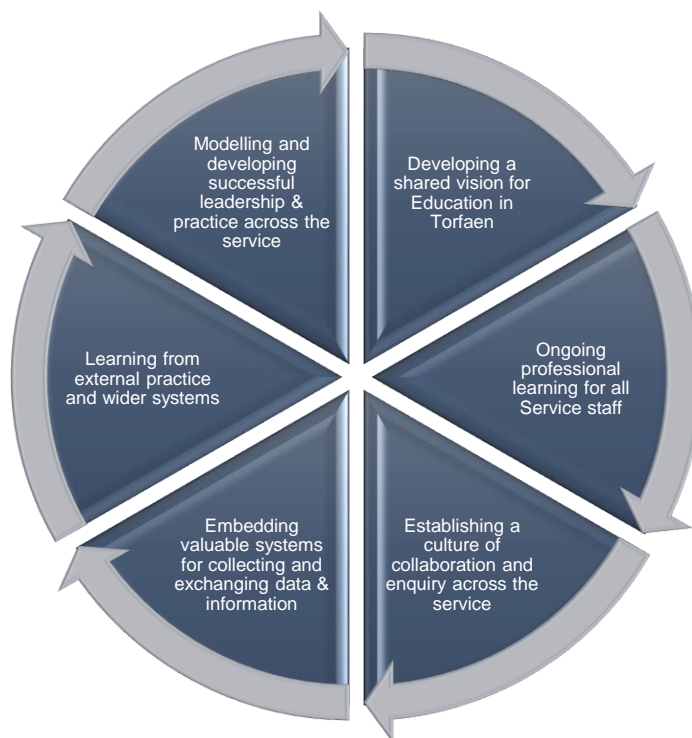 Modelling and
developing
successful
leadership &
practice across the
service
Developing a
shared vision for
Education in
Torfaen
Ongoing
professional
learning for all
Service staff
Establishing a
culture of
collaboration and
enquiry across the
service
Embedding
valuable systems
for collecting and
exchanging data &
information
Learning from
external practice
and wider systems